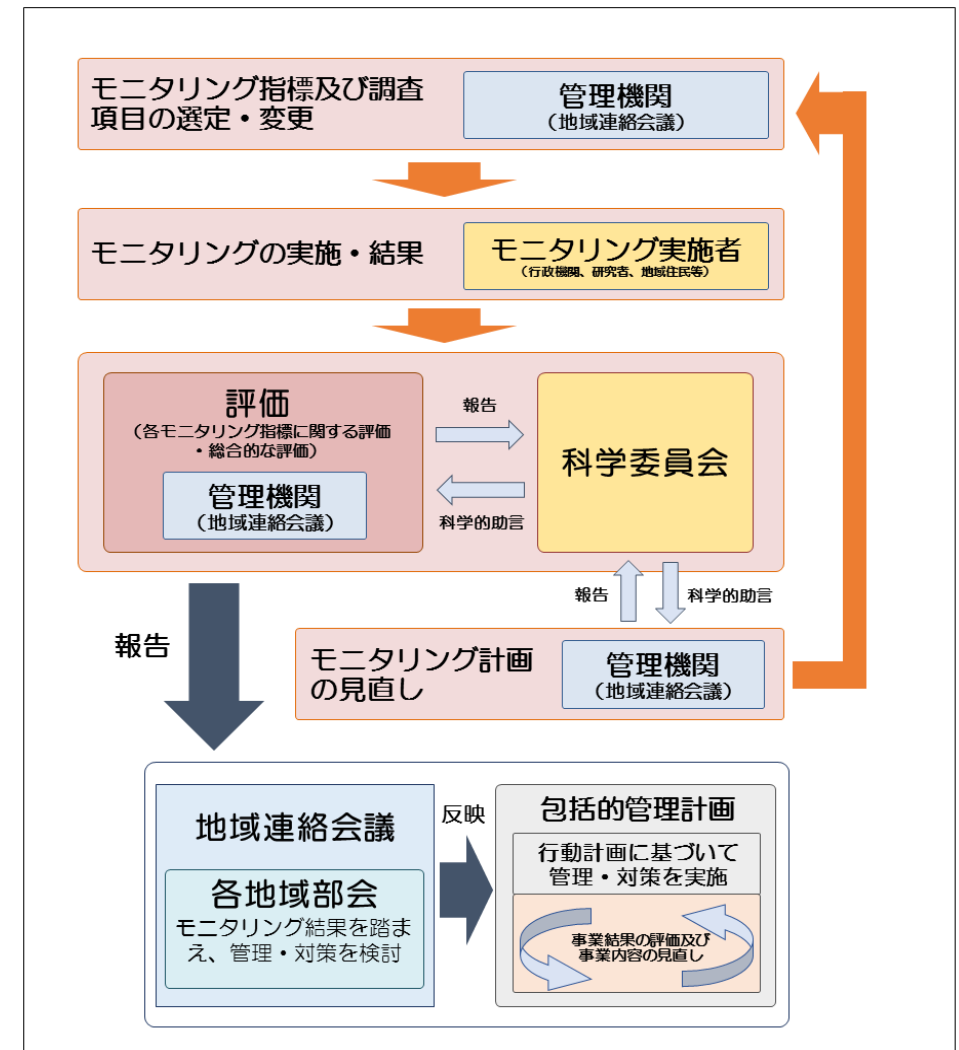 モニタリング指標及び調査
項目の選定・変更
管理機関
（地域連絡会議）
モニタリングの実施・結果
モニタリング実施者
（行政機関、研究者、地域住民等）
評価
（各モニタリング指標に関する評価
・総合的な評価）
管理機関
（地域連絡会議）
報告
科学的助言
科学委員会
報告
科学的助言
報告
モニタリング計画
の見直し
管理機関
（地域連絡会議）
地域連絡会議
各地域部会
モニタリング結果を踏ま
え、管理・対策を検討
反映
包括的管理計画
行動計画に基づいて
管理・対策を実施
事業結果の評価及び
事業内容の見直し